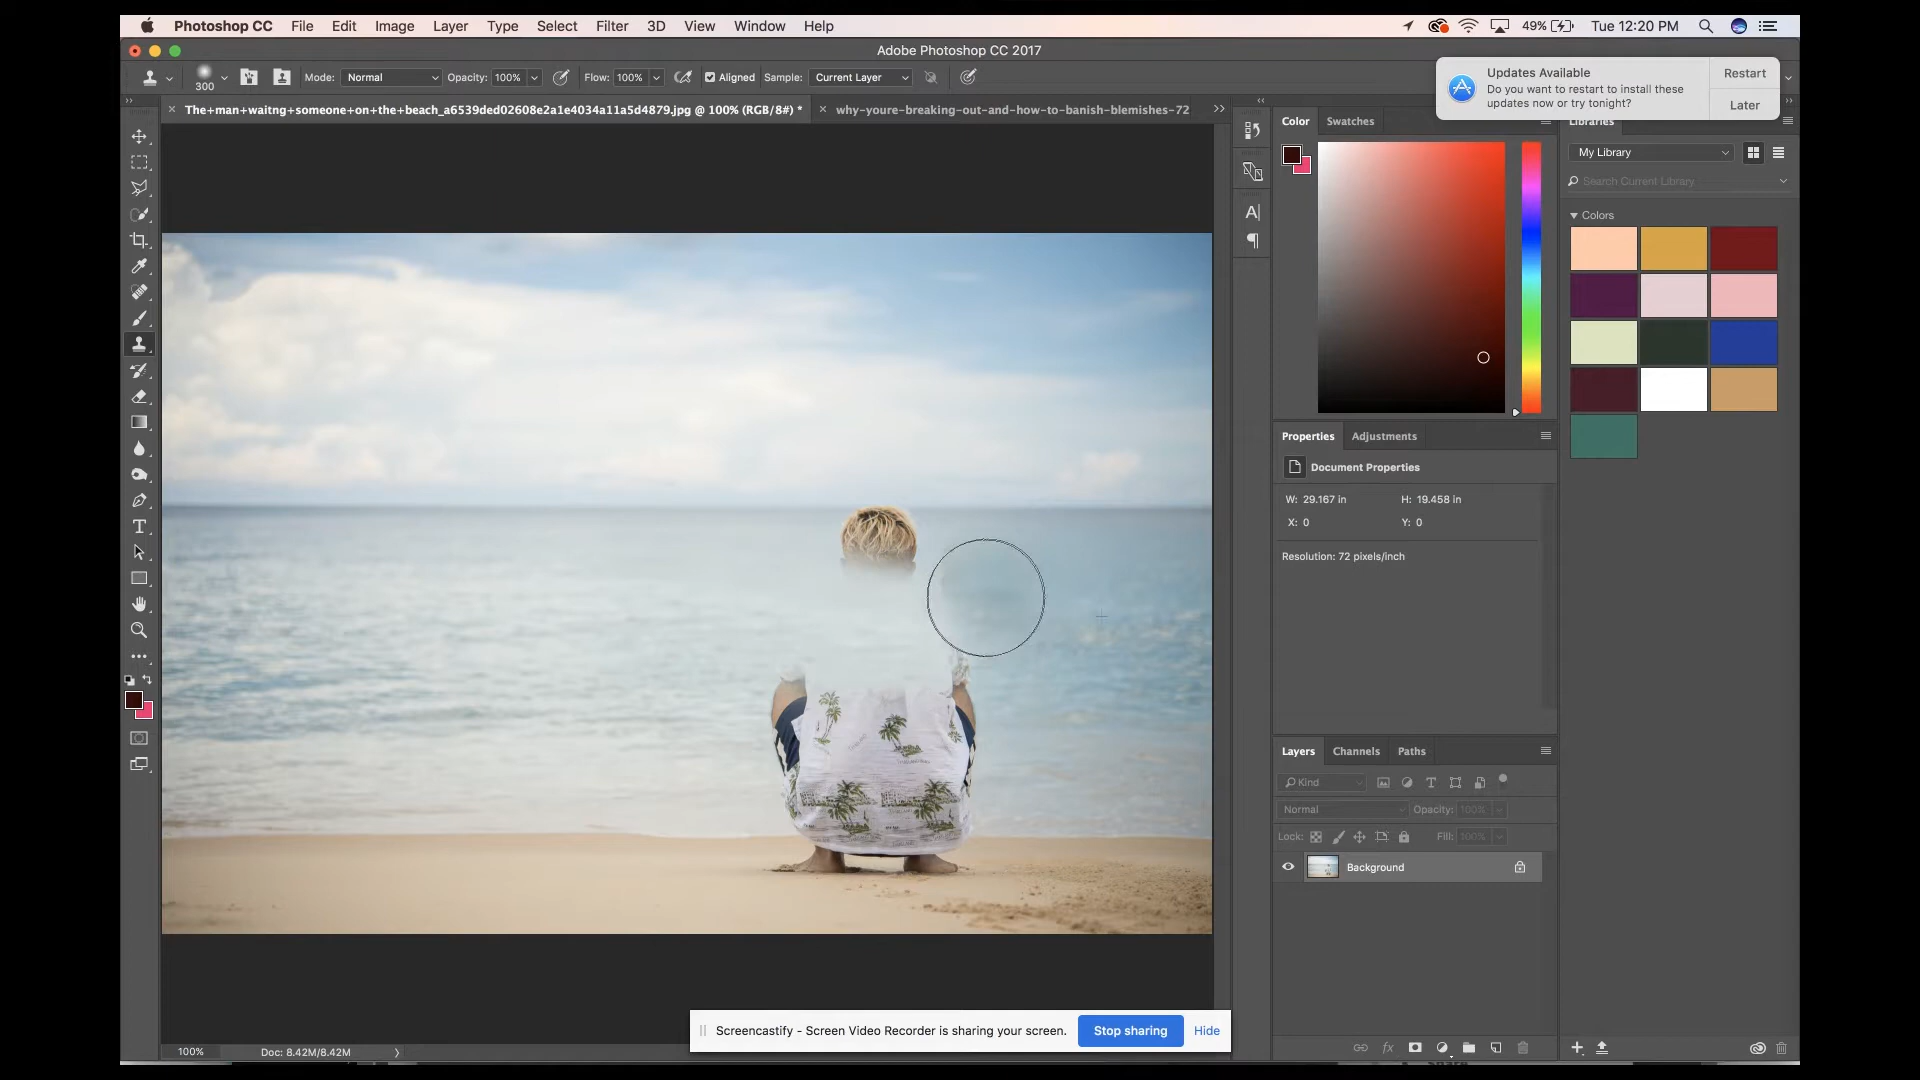 Photoshop CC File Edit Image Layer Type Select Filter 3D View Window Help 49% Tue 12:20 PM
Adobe Photoshop CC 2017
300 Mode: Normal Opacity: 100% Flow: 100% Aligned Sample: Current Layer
Updates Available
Do you want to restart to install these
updates now or try tonight?
Restart
Later
The+man+waitng+someone+on+the+beach_a6539ded02608e2a1e4034a11a5d4879.jpg @ 100% (RGB/8#) * why-youre-breaking-out-and-how-to-banish-blemishes-72
Color Swatches
Libraries
My Library
Search Current Library
Colors
Properties Adjustments
Document Properties
W: 29.167 in H: 19.458 in
X: 0 Y: 0
Resolution: 72 pixels/inch
Layers Channels Paths
Kind
Normal Opacity: 100%
Lock: Fill: 100%
Background
Screencastify - Screen Video Recorder is sharing your screen. Stop sharing Hide
100% Doc: 8.42M/8.42M
fx